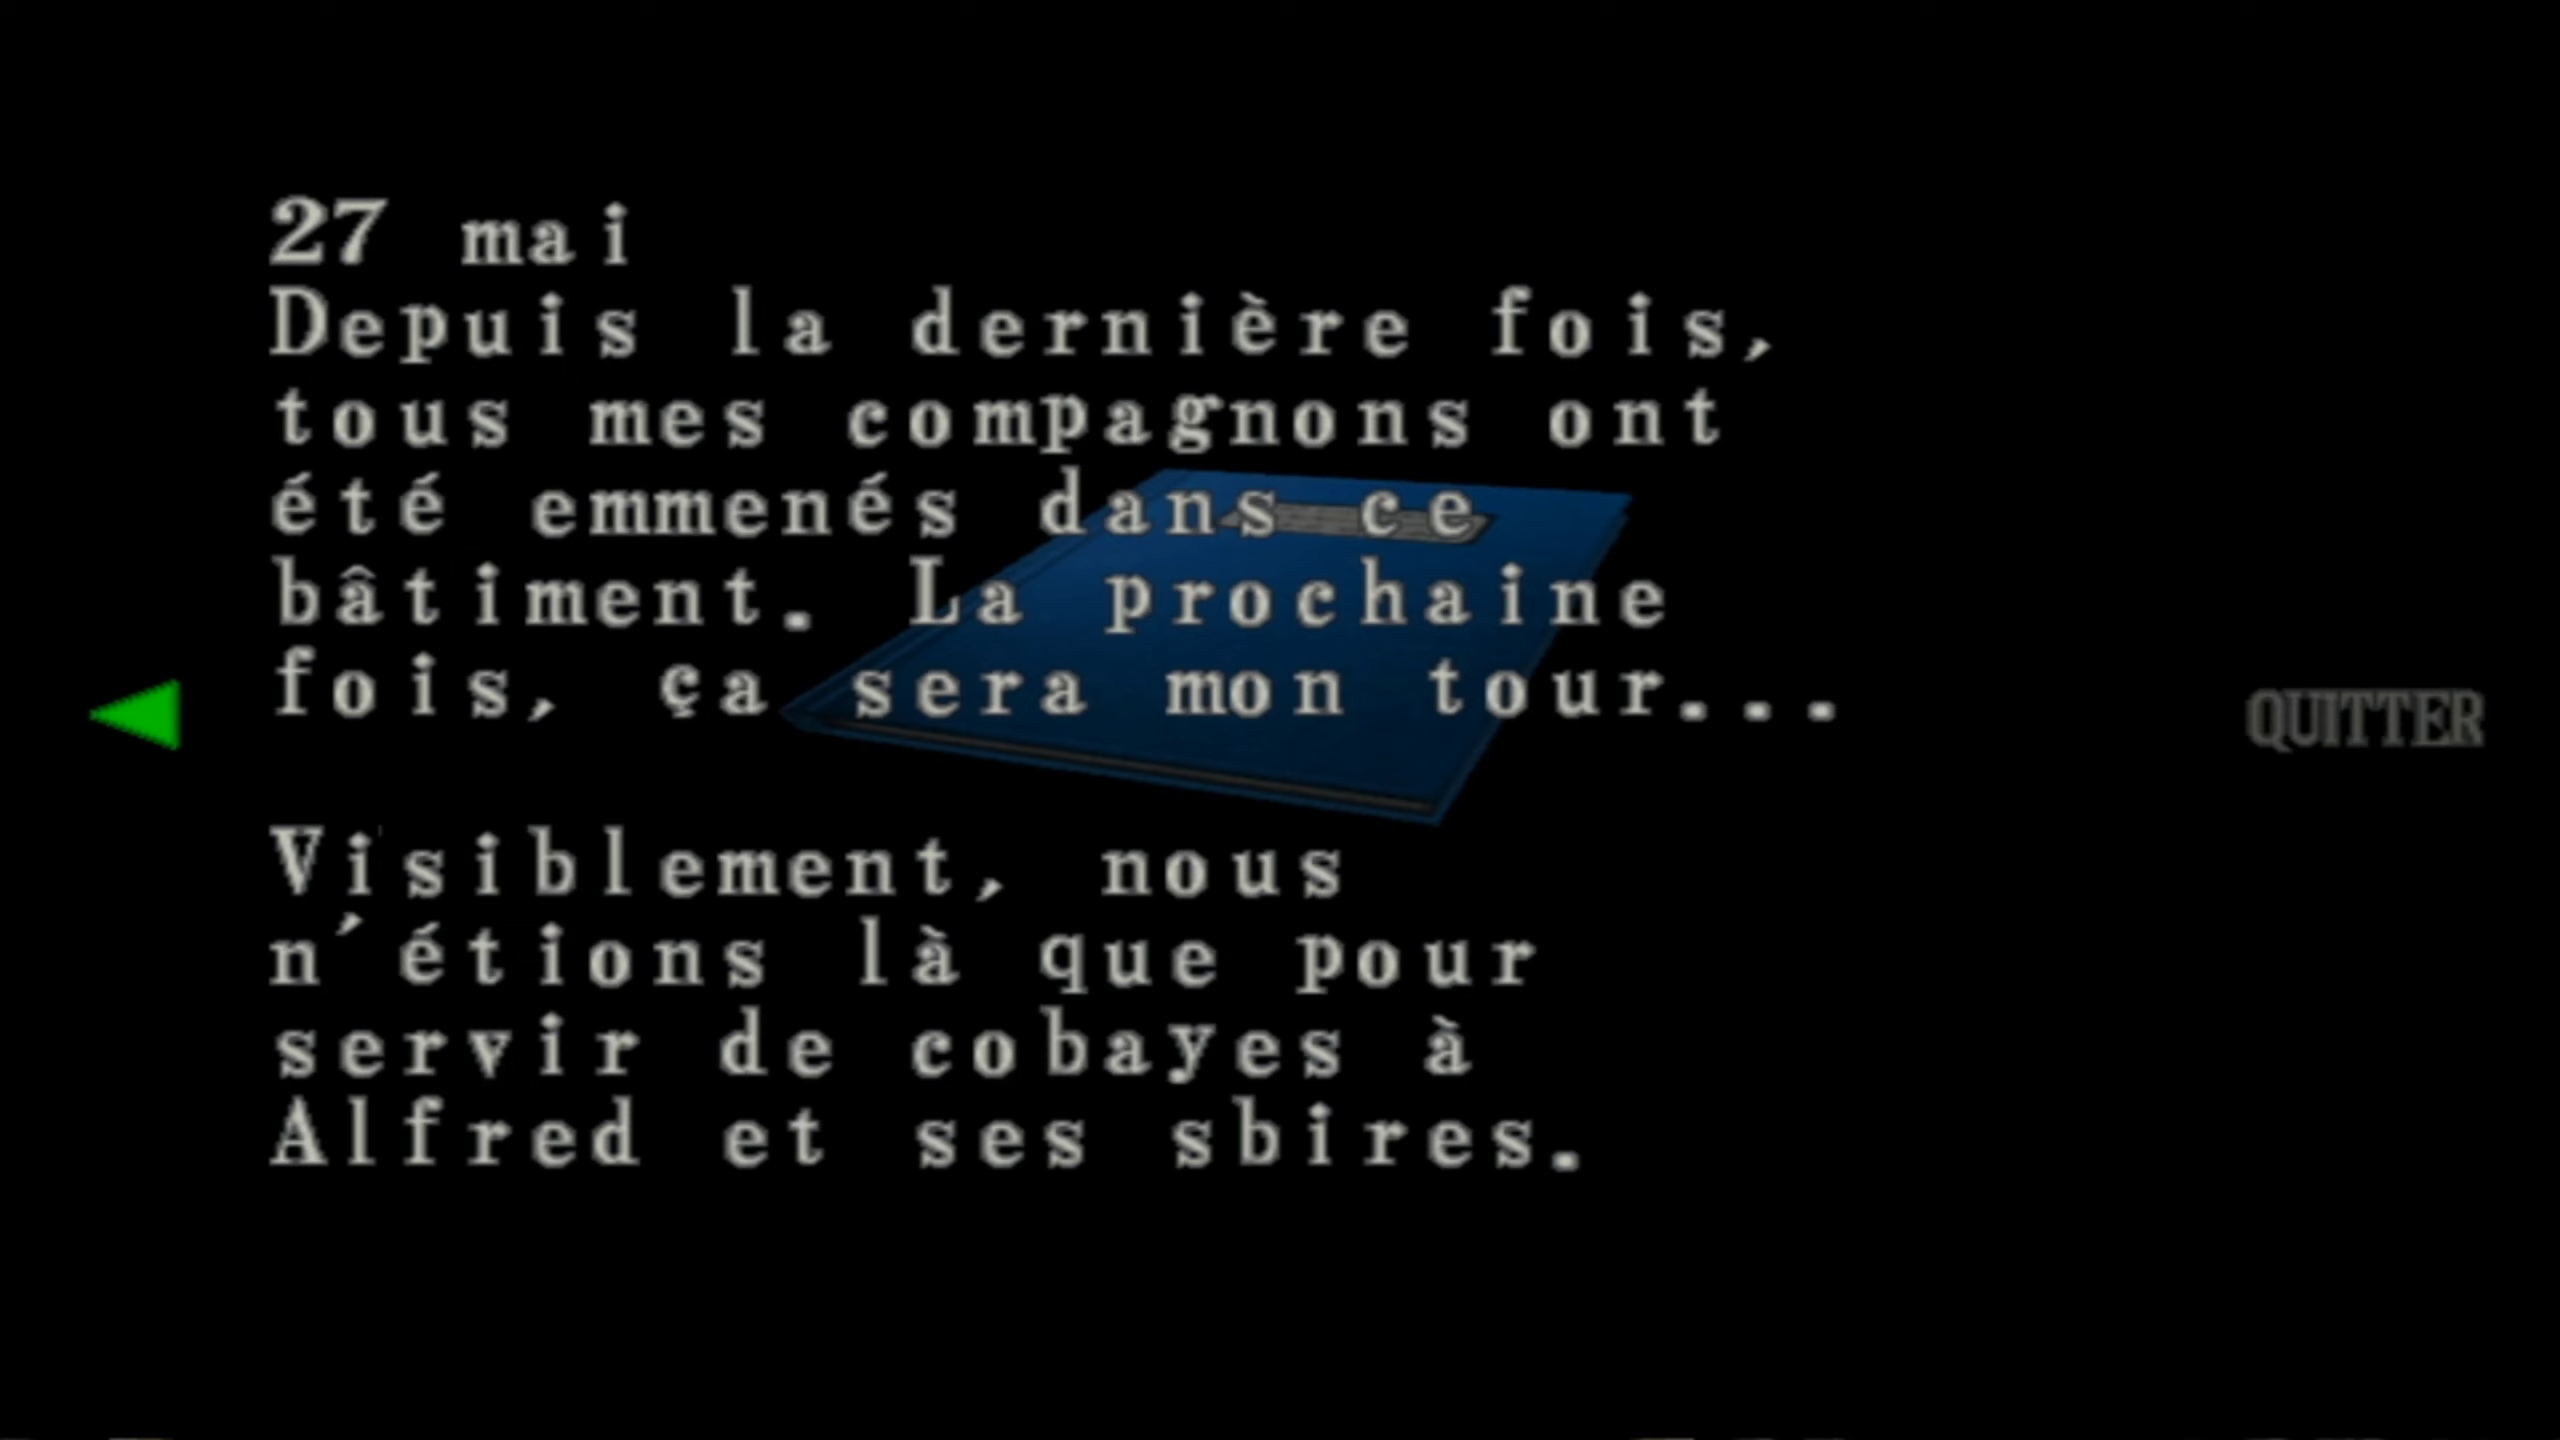 27 mai
Depuis la dernière fois,
tous mes compagnons ont
été emmenés dans ce
bâtiment. La prochaine
fois, ça sera mon tour...
QUITTER
Visiblement, nous
n'étions là que pour
servir de cobayes à
Alfred et ses sbires.